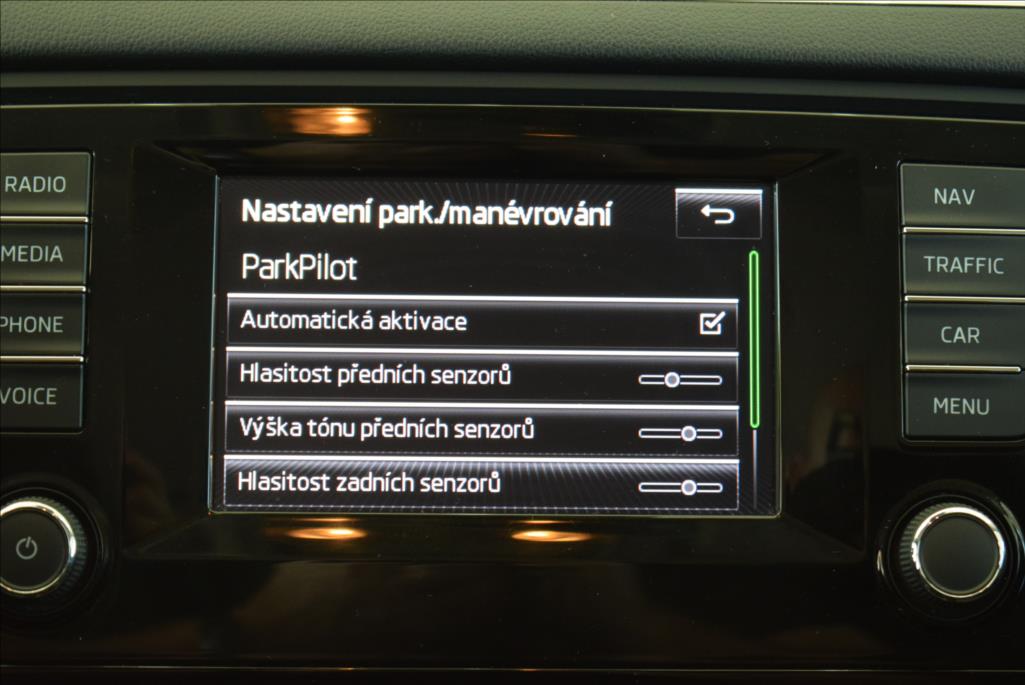 RADIO
MEDIA
PHONE
VOICE
Nastavení park./manévrování
ParkPilot
Automatická aktivace
Hlasitost předních senzorů
Výška tónu předních senzorů
Hlasitost zadních senzorů
NAV
TRAFFIC
CAR
MENU